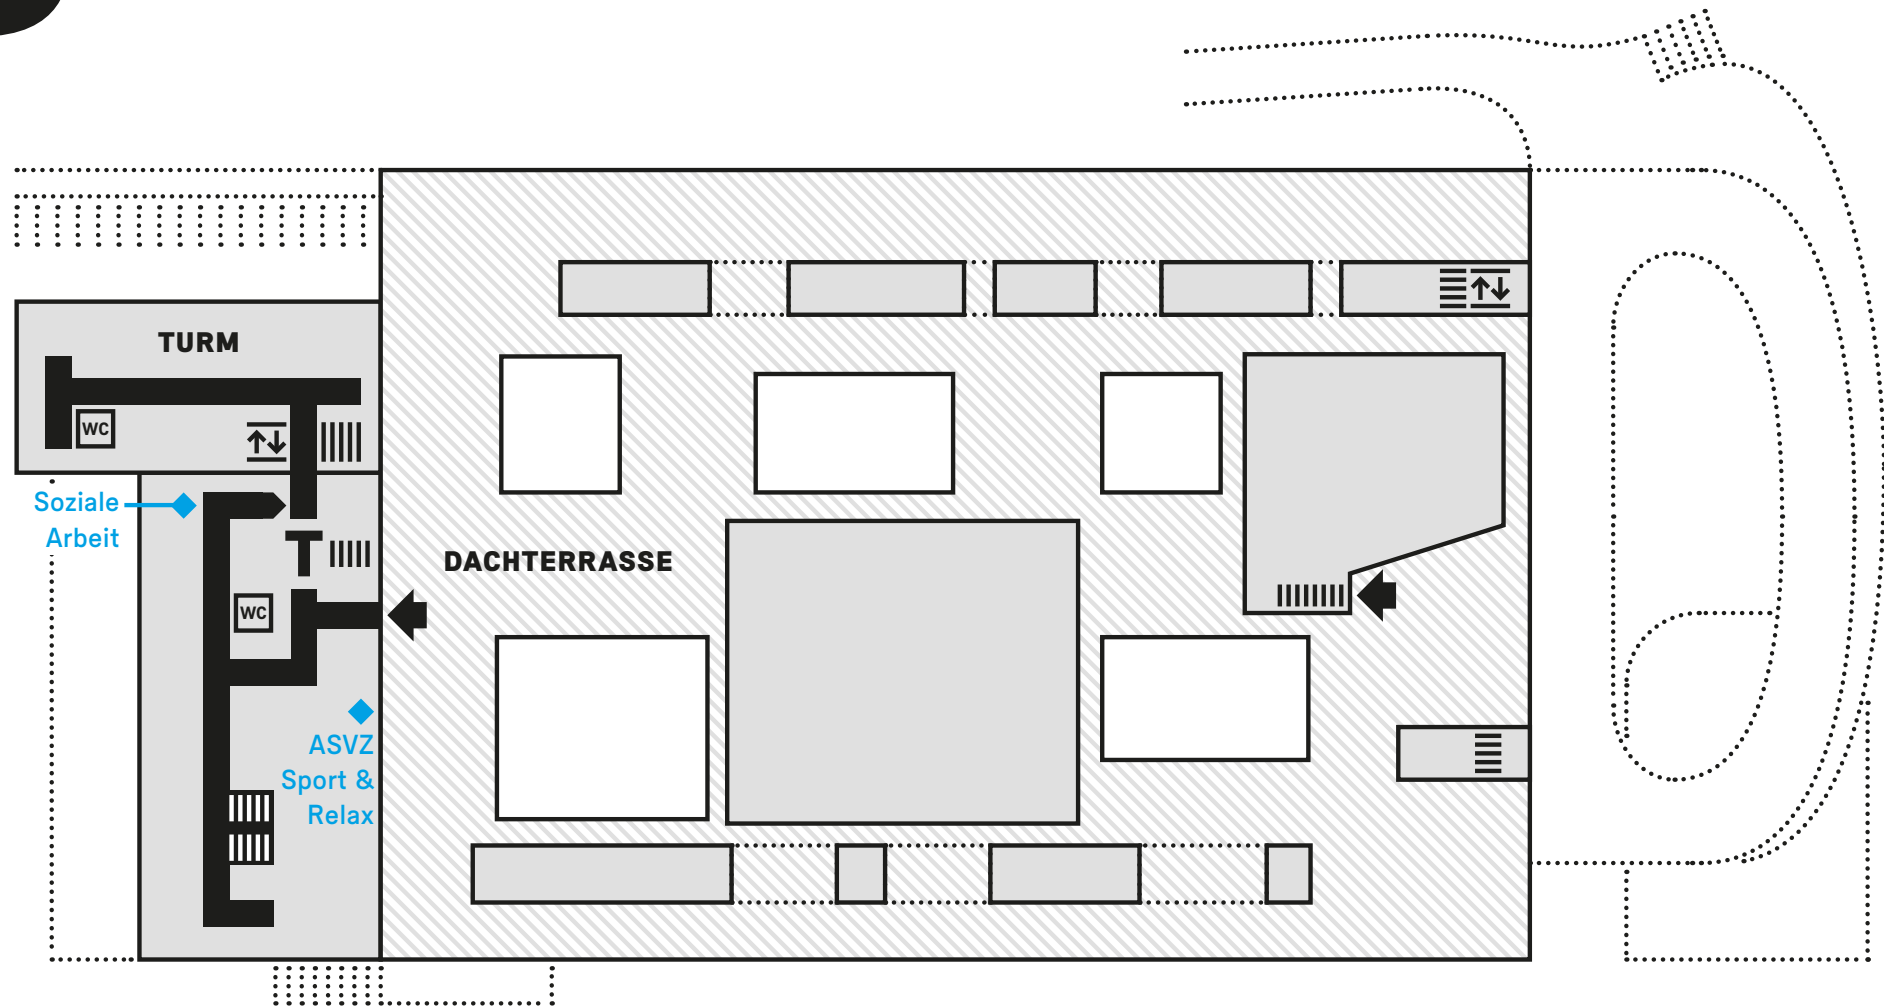 TURM
WC
Soziale
Arbeit
DACHTERRASSE
WC
ASVZ
Sport &
Relax